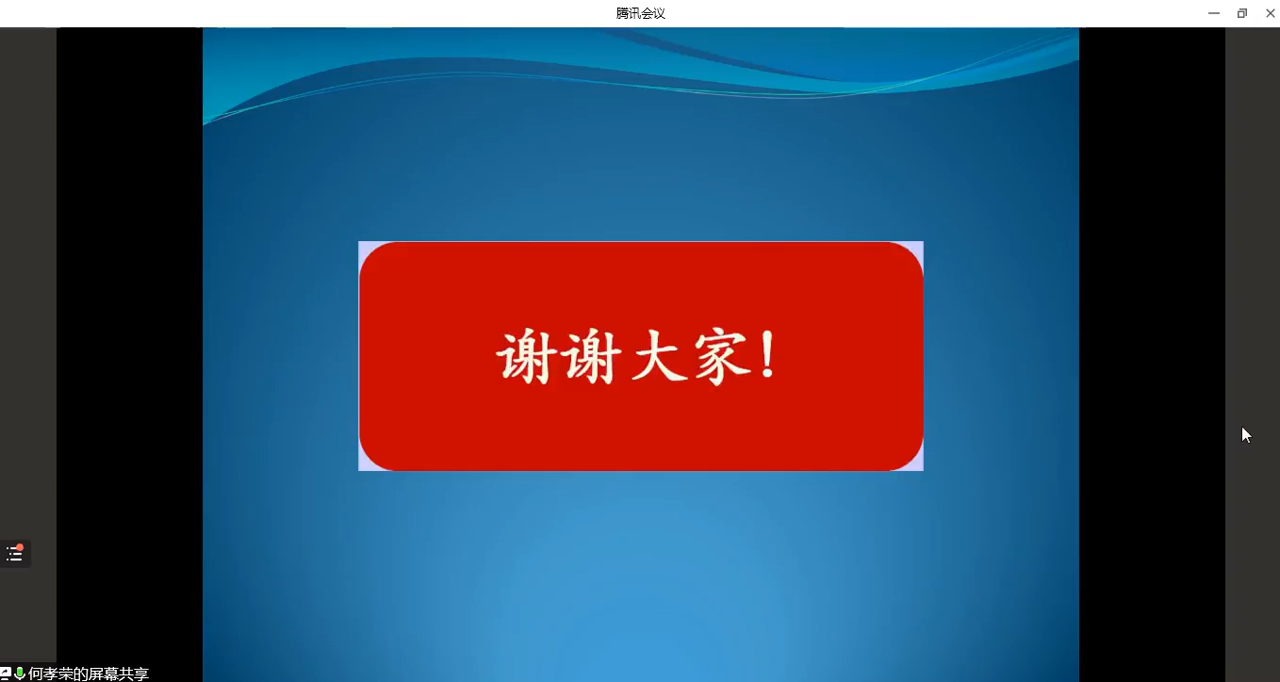 腾讯会议
谢谢大家！
何孝荣的屏幕共享